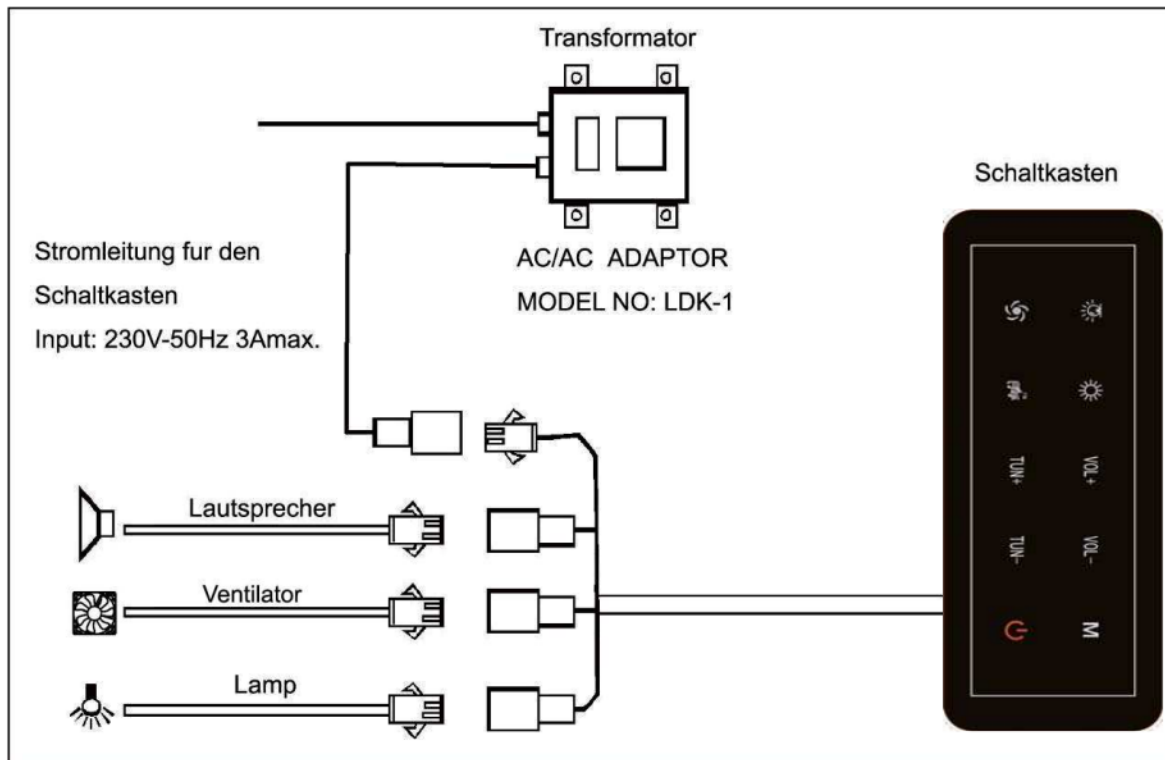 Transformator
Schaltkasten
Stromleitung fur den
Schaltkasten
Input: 230V-50Hz 3Amax.
AC/AC ADAPTOR
MODEL NO: LDK-1
TUN+
VOL+
TUN-
VOL-
M
Lautsprecher
Ventilator
Lamp